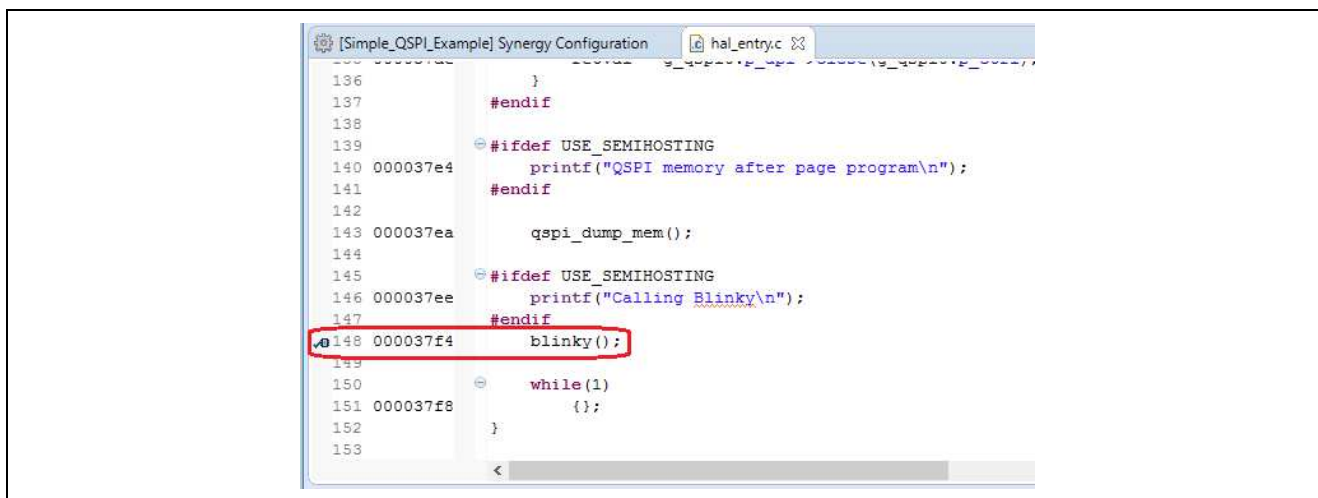 [Simple_QSPI_Example] Synergy Configuration hal_entry.c
136 }
137 #endif
138
139 #ifdef USE_SEMIHOSTING
140 000037e4 printf("QSPI memory after page program\n");
141 #endif
142
143 000037ea qspi_dump_mem();
144
145 #ifdef USE_SEMIHOSTING
146 000037ee printf("Calling Blinky\n");
147 #endif
148 000037f4 blinky();
149
150 while(1)
151 000037f8 {};
152 }
153